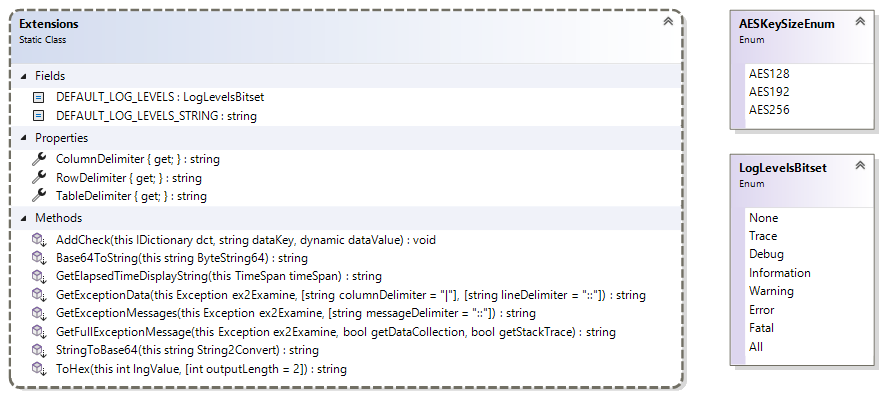 Extensions
Static Class
Fields
DEFAULT_LOG_LEVELS : LogLevelsBitset
DEFAULT_LOG_LEVELS_STRING : string
Properties
ColumnDelimiter { get; } : string
RowDelimiter { get; } : string
TableDelimiter { get; } : string
Methods
AddCheck(this IDictionary dct, string dataKey, dynamic dataValue) : void
Base64ToString(this string ByteString64) : string
GetElapsedTimeDisplayString(this TimeSpan timeSpan) : string
GetExceptionData(this Exception ex2Examine, [string columnDelimiter = "|"], [string lineDelimiter = "::"]) : string
GetExceptionMessages(this Exception ex2Examine, [string messageDelimiter = "::"]) : string
GetFullExceptionMessage(this Exception ex2Examine, bool getDataCollection, bool getStackTrace) : string
StringToBase64(this string String2Convert) : string
ToHex(this int lngValue, [int outputLength = 2]) : string
AESKeySizeEnum
Enum
AES128
AES192
AES256
LogLevelsBitset
Enum
None
Trace
Debug
Information
Warning
Error
Fatal
All